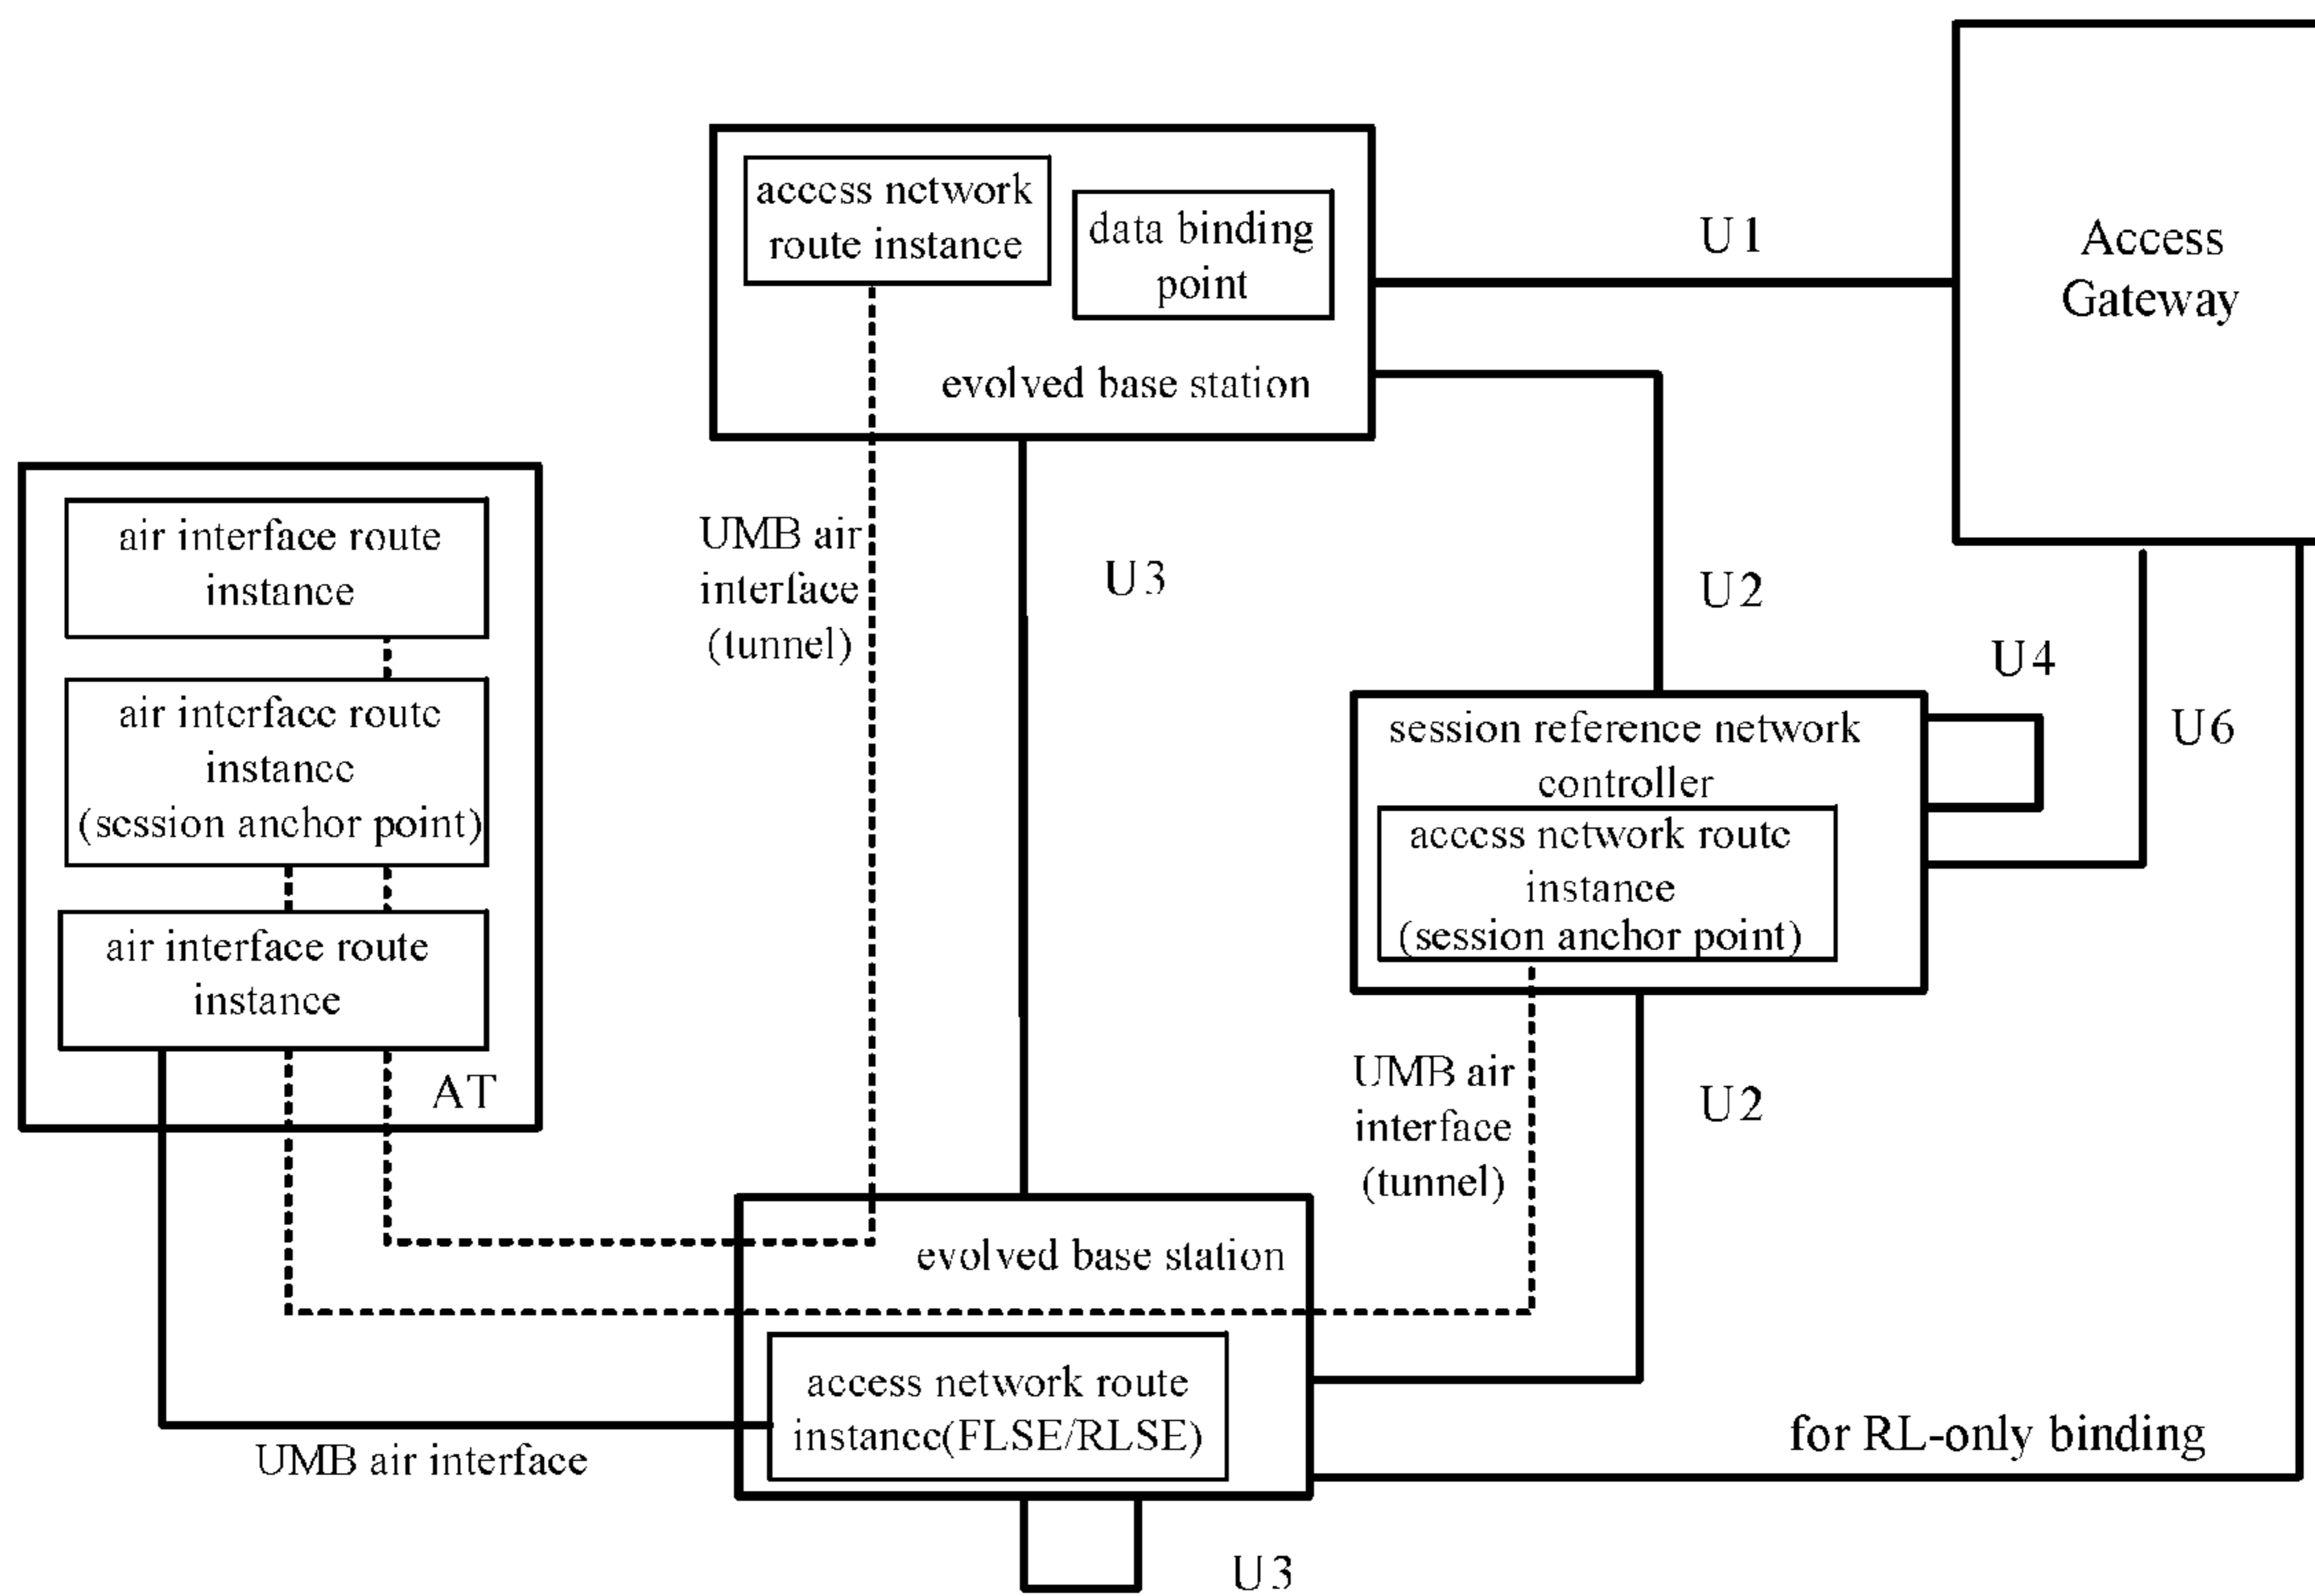 access network
route instance
data binding
point
evolved base station
U1
Access
Gateway
air interface route
instance
air interface route
instance
(session anchor point)
air interface route
instance
AT
UMB air
interface
(tunnel)
U3
U2
U4
U6
session reference network
controller
access network route
instance
(session anchor point)
UMB air
interface
(tunnel)
U2
evolved base station
access network route
instance(FLSE/RLSE)
UMB air interface
for RL-only binding
U3